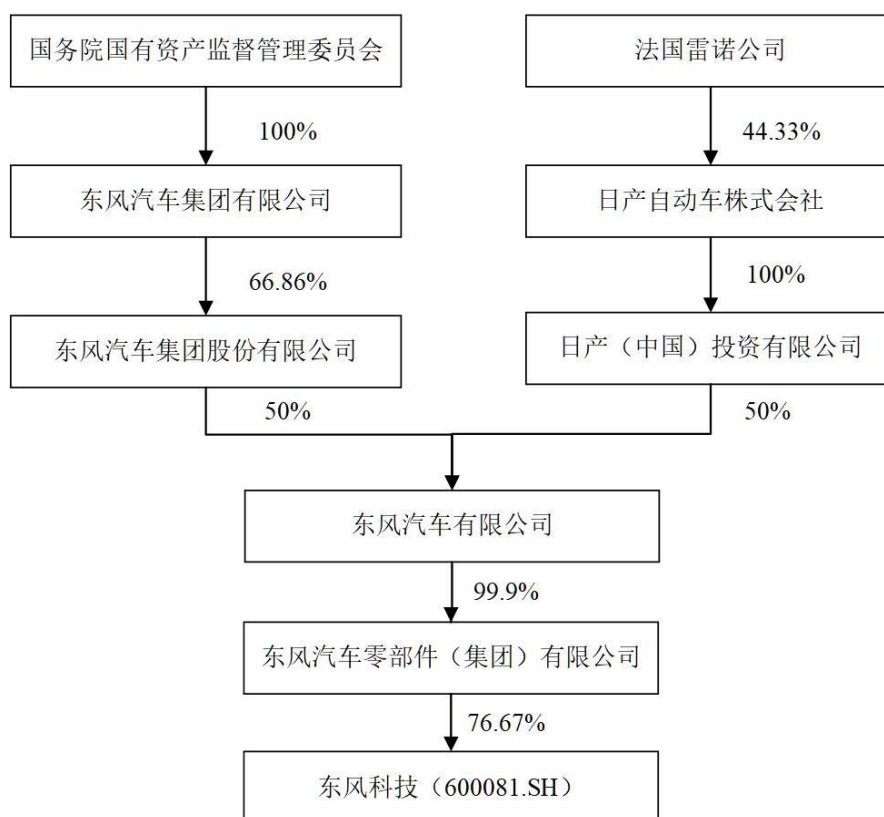 国务院国有资产监督管理委员会
法国雷诺公司
100%
44.33%
东风汽车集团有限公司
日产自动车株式会社
66.86%
100%
东风汽车集团股份有限公司
日产（中国）投资有限公司
50%
50%
东风汽车有限公司
99.9%
东风汽车零部件（集团）有限公司
76.67%
东风科技（600081.SH）